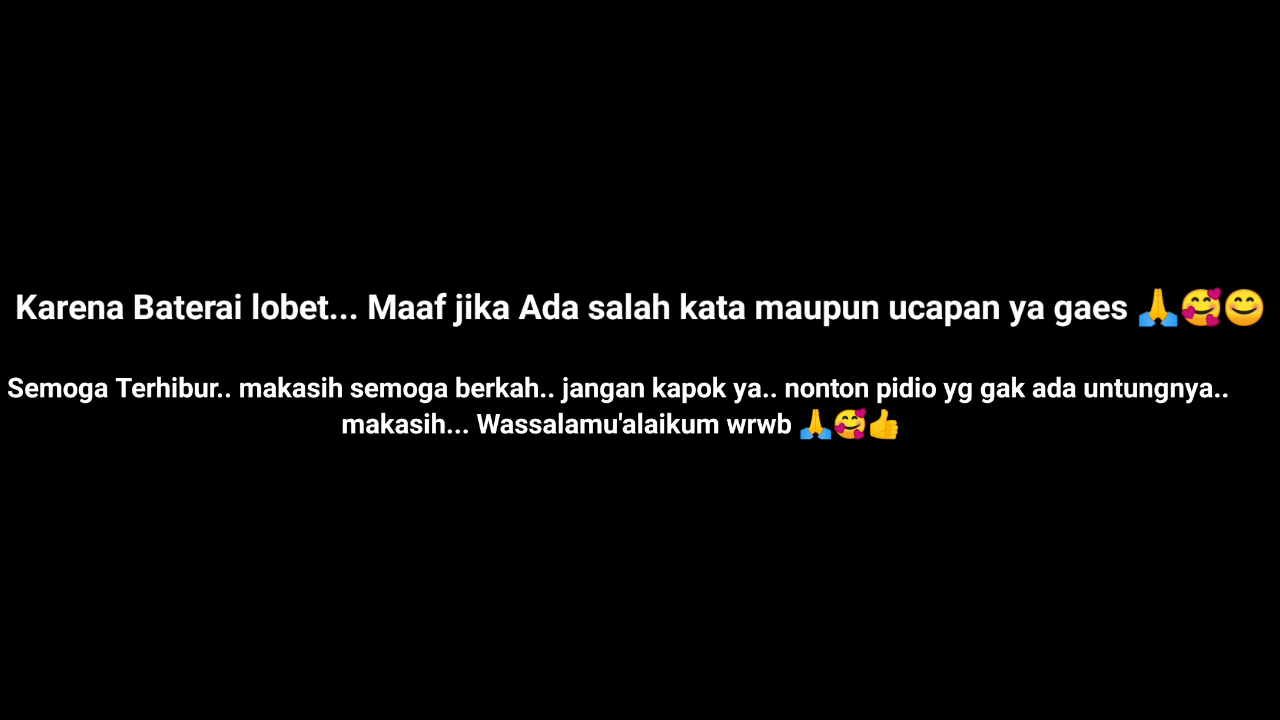 Karena Baterai lobet... Maaf jika Ada salah kata maupun ucapan ya gaes 🙏🥰😊
Semoga Terhibur.. makasih semoga berkah.. jangan kapok ya.. nonton pidio yg gak ada untungnya..
makasih... Wassalamu'alaikum wrwb 🙏🥰👍